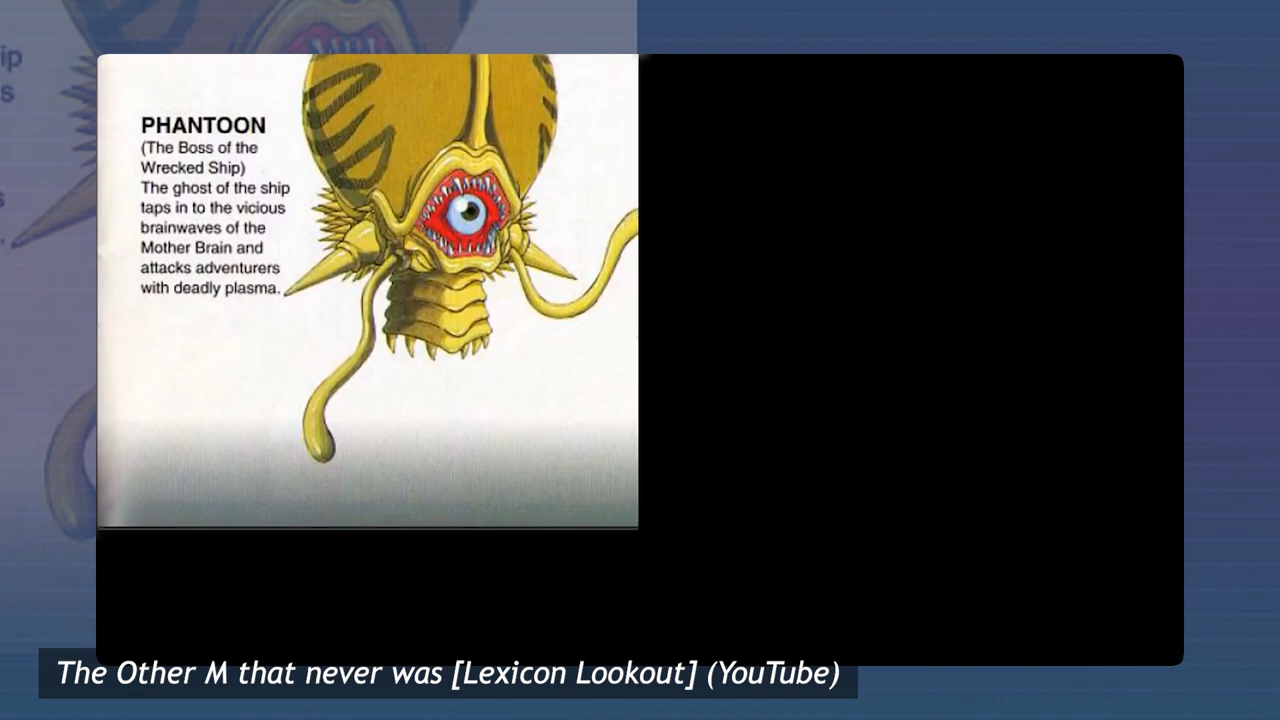 ip
s
PHANTOON
(The Boss of the
Wrecked Ship)
The ghost of the ship
taps in to the vicious
brainwaves of the
Mother Brain and
attacks adventurers
with deadly plasma.
The Other M that never was [Lexicon Lookout] (YouTube)